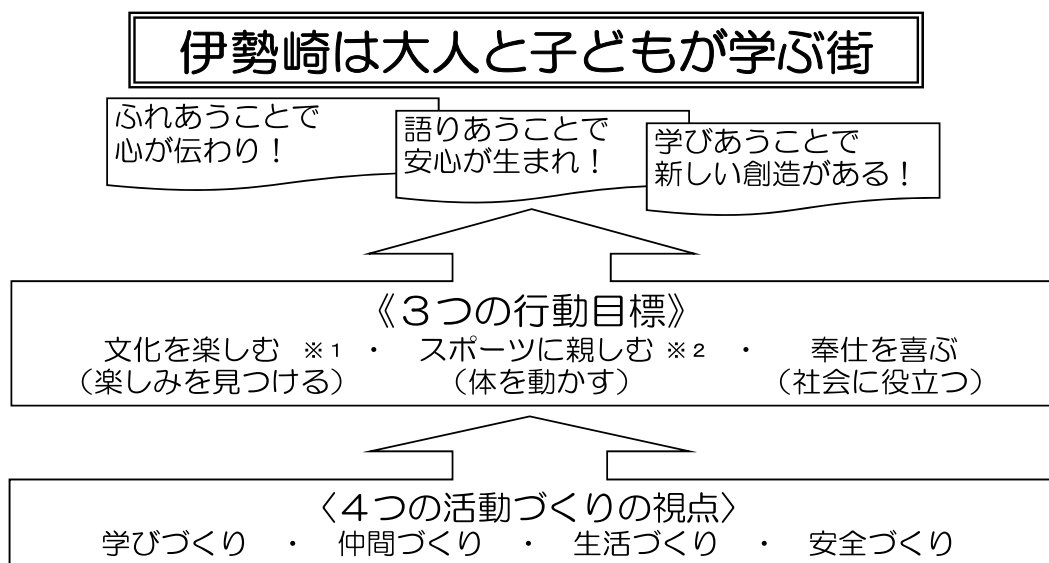 伊勢崎は大人と子どもが学ぶ街
ふれあうことで
心が伝わり！
語りあうことで
安心が生まれ！
学びあうことで
新しい創造がある！
《３つの行動目標》
文化を楽しむ ※１ ・ スポーツに親しむ ※２ ・ 奉仕を喜ぶ
（楽しみを見つける） （体を動かす） （社会に役立つ）
〈４つの活動づくりの視点〉
学びづくり ・ 仲間づくり ・ 生活づくり ・ 安全づくり